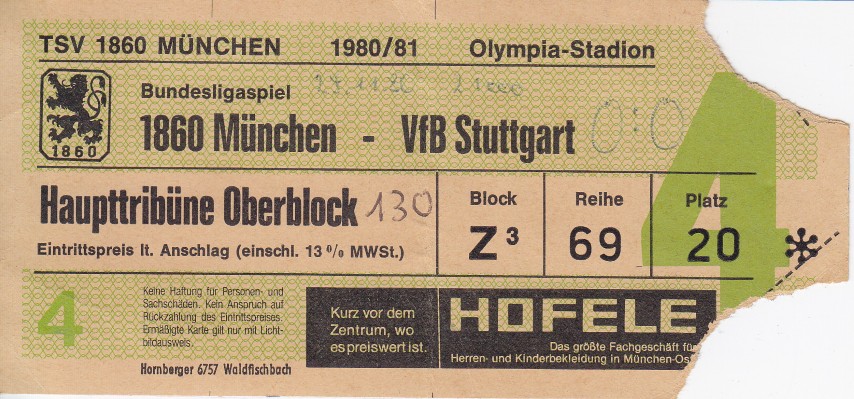 TSV 1860 MÜNCHEN 1980/81 Olympia-Stadion
1860
Bundesligaspiel
1860 München - VfB Stuttgart 0:0
Haupttribüne Oberblock 130
Eintrittspreis lt. Anschlag (einschl. 13 % MWSt.)
Block Reihe Platz
Z³ 69 20 *
4
4
Keine Haftung für Personen- und
Sachschäden. Kein Anspruch auf
Rückzahlung des Eintrittspreises.
Ermäßigte Karte gilt nur mit Licht-
bildausweis.
Hornberger 6757 Waldfischbach
Kurz vor dem
Zentrum, wo
es preiswert ist.
HÖFELE
Das größte Fachgeschäft für
Herren- und Kinderbekleidung in München-Ost